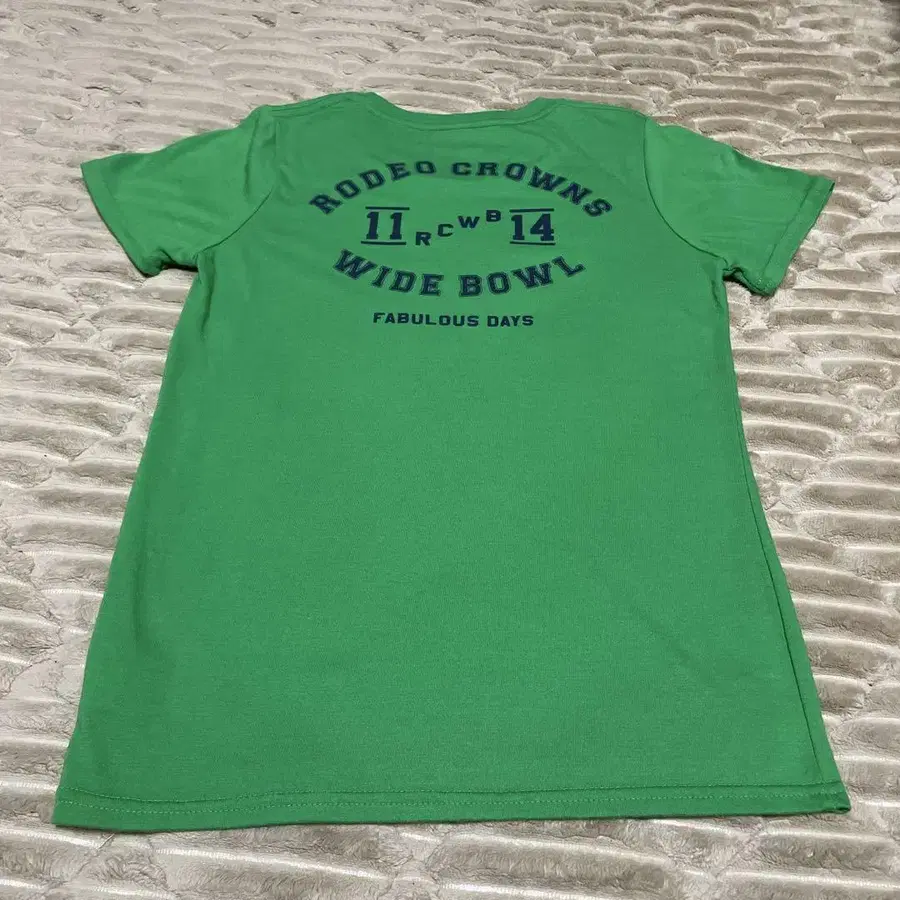 RODEO CROWNS
11 RCWB 14
WIDE BOWL
FABULOUS DAYS